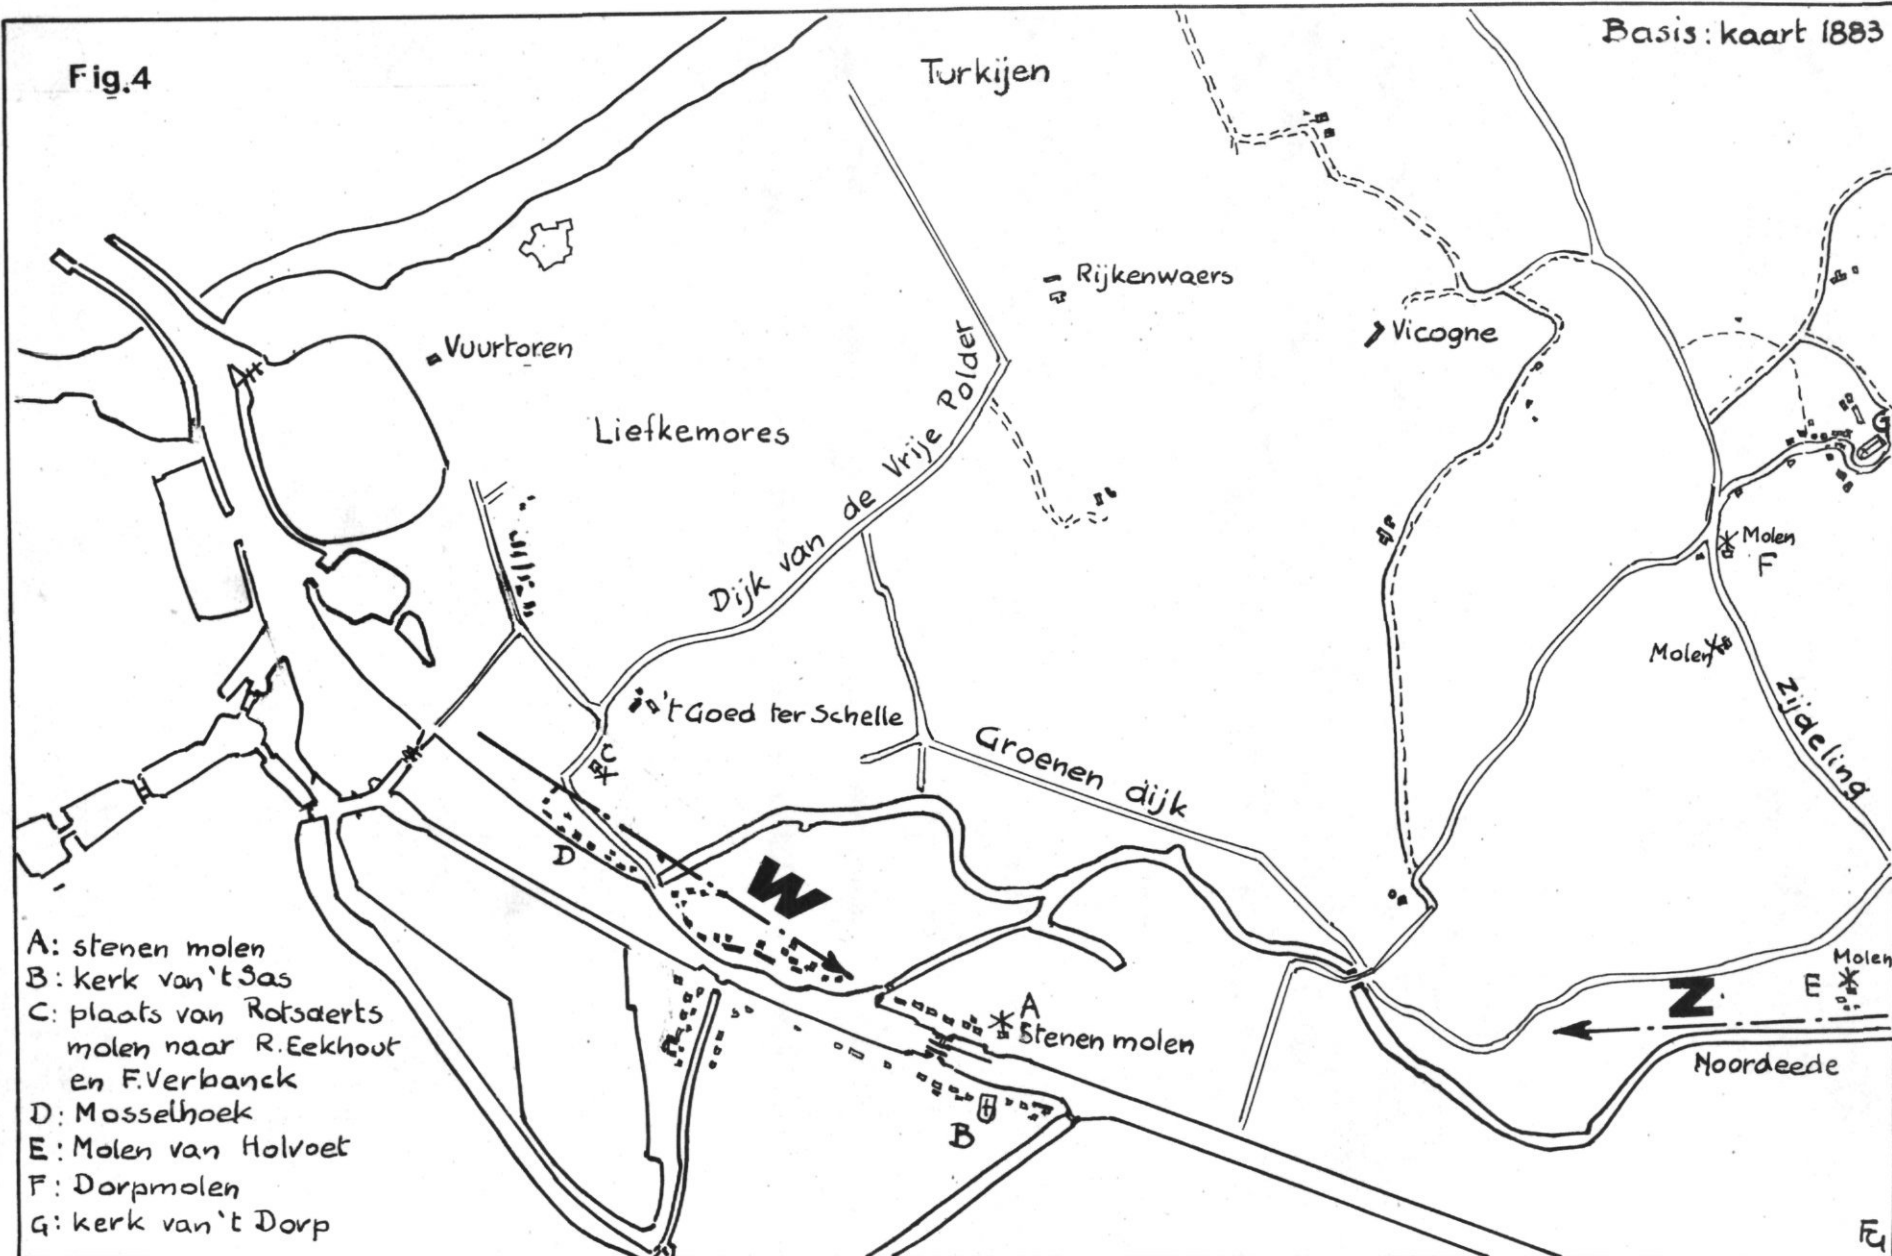 Fig.4
Basis: kaart 1883
Turkijen
Rijkenwaers
Vicogne
Vuurtoren
Liefkemores
Dijk van de Vrije Polder
Molen
F
Molen
Zijdeling
't Goed ter Schelle
C
Groenen dijk
D
W
G
A
Stenen molen
B
Molen
E
Z
Noordeede
A: stenen molen
B: kerk van 't Sas
C: plaats van Rotsaerts
molen naar R.Eekhout
en F.Verbanck
D: Mosselhoek
E: Molen van Holvoet
F: Dorpmolen
G: kerk van 't Dorp